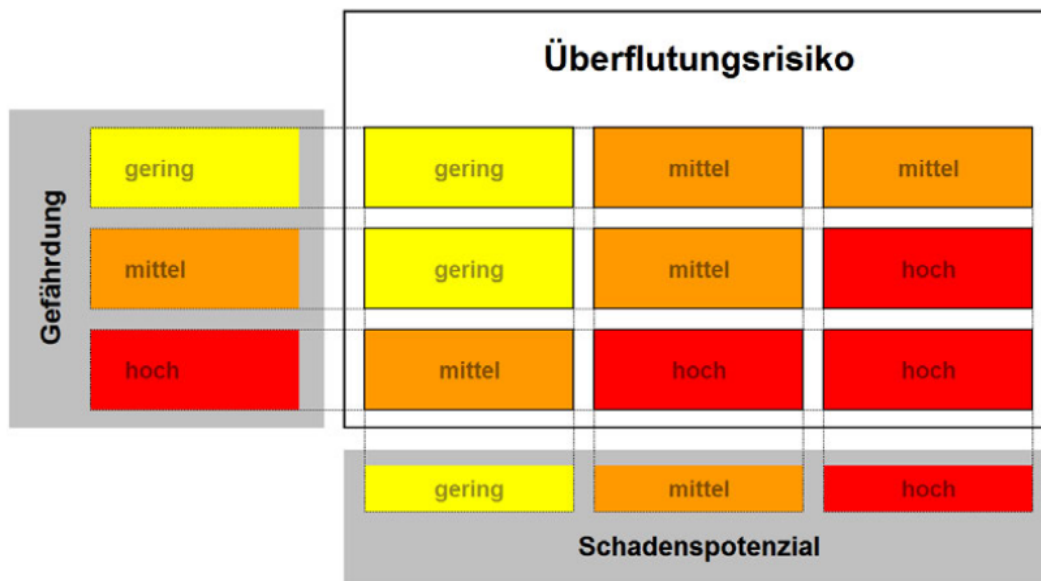 Überflutungsrisiko
Gefährdung
gering gering mittel mittel
mittel gering mittel hoch
hoch mittel hoch hoch
gering mittel hoch
Schadenspotenzial